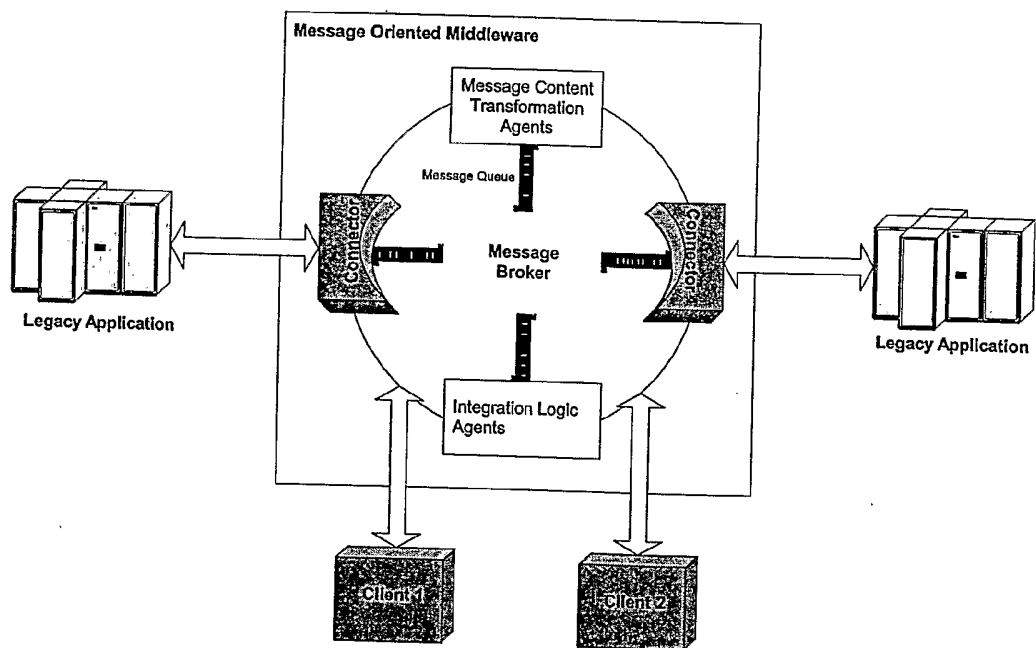 Message Oriented Middleware
Message Content
Transformation
Agents
Message Queue
Connector
Connector
Message
Broker
Legacy Application
Legacy Application
Integration Logic
Agents
Client 1
Client 2